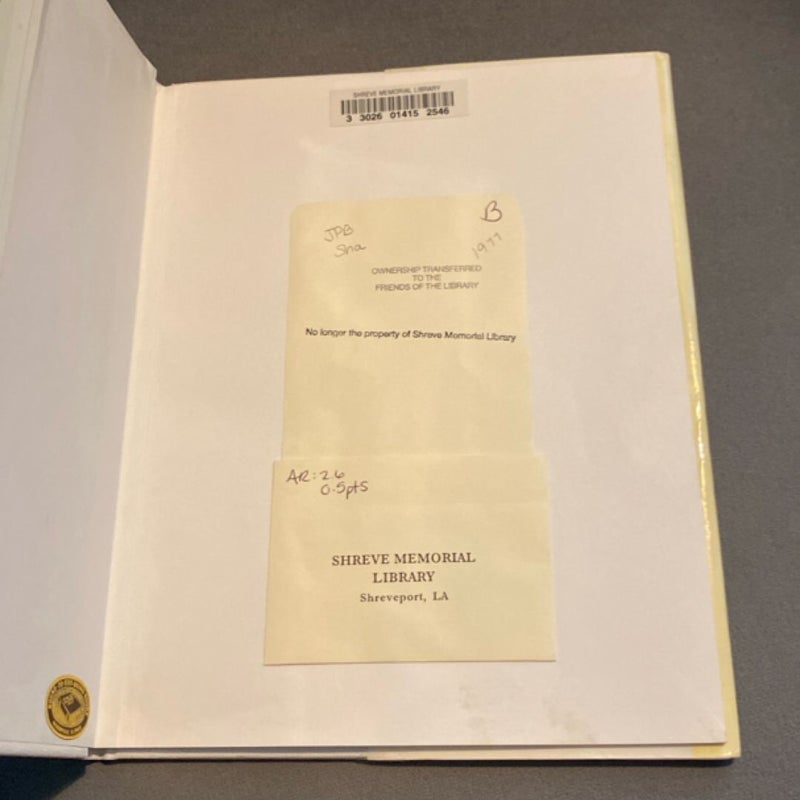 SHREVE MEMORIAL LIBRARY
3 3026 01415 2546
JPB
Sha
B
1977
OWNERSHIP TRANSFERRED
TO THE
FRIENDS OF THE LIBRARY
No longer the property of Shreve Memorial Library
AR: 2.6
0.5pts
SHREVE MEMORIAL
LIBRARY
Shreveport, LA